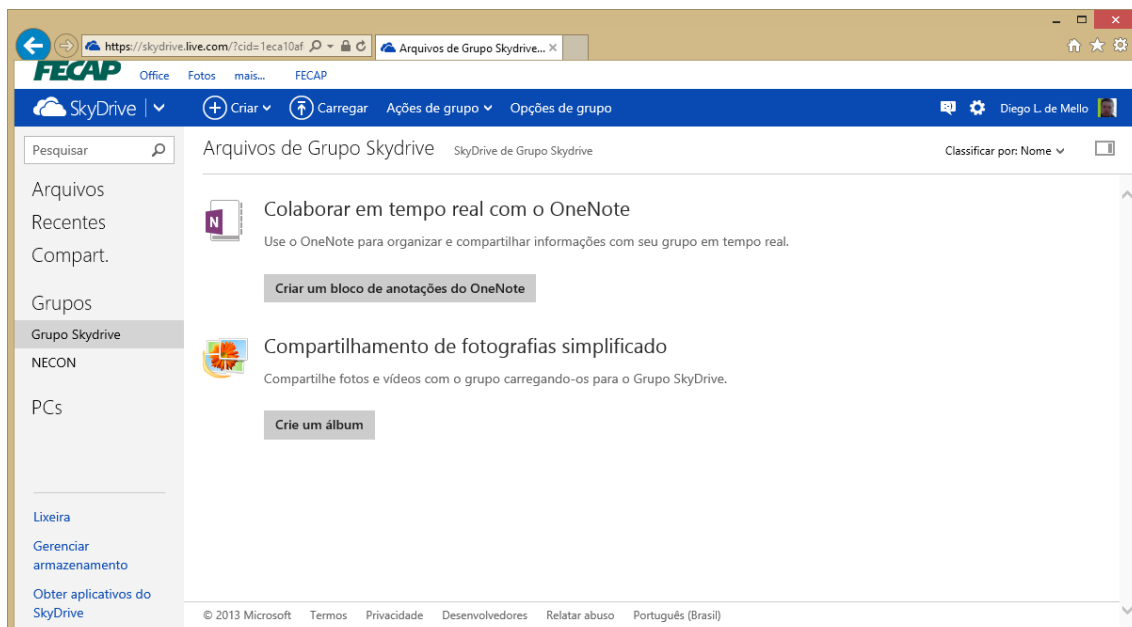 https://skydrive.live.com/?cid=1eca10af
Arquivos de Grupo Skydrive...
FECAP Office Fotos mais... FECAP
SkyDrive Criar Carregar Ações de grupo Opções de grupo Diego L. de Mello
Pesquisar
Arquivos de Grupo Skydrive SkyDrive de Grupo Skydrive Classificar por: Nome
Arquivos
Recentes
Compart.
Grupos
Grupo Skydrive
NECON
PCs
Lixeira
Gerenciar
armazenamento
Obter aplicativos do
SkyDrive
N
Colaborar em tempo real com o OneNote
Use o OneNote para organizar e compartilhar informações com seu grupo em tempo real.
Criar um bloco de anotações do OneNote
Compartilhamento de fotografias simplificado
Compartilhe fotos e vídeos com o grupo carregando-os para o Grupo SkyDrive.
Crie um álbum
© 2013 Microsoft Termos Privacidade Desenvolvedores Relatar abuso Português (Brasil)